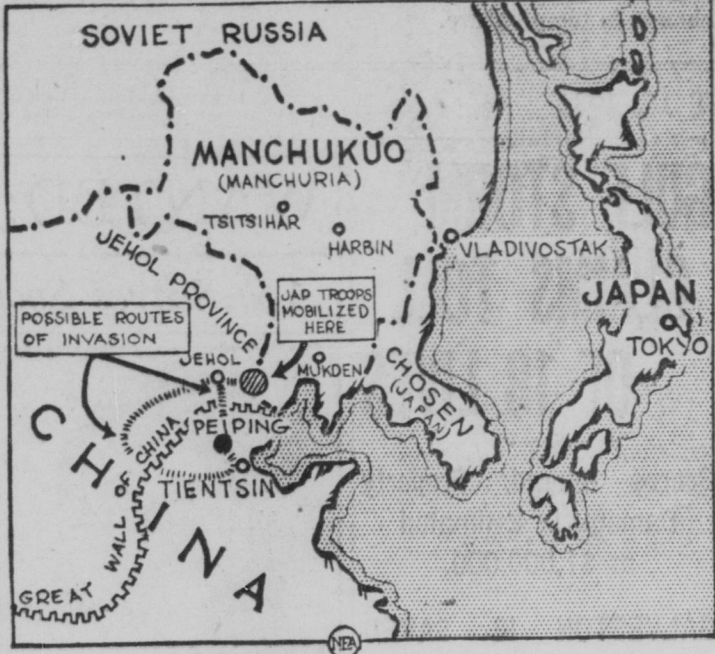 SOVIET RUSSIA
MANCHUKUO
(MANCHURIA)
TSITSIHAR
HARBIN
VLADIVOSTAK
JEHOL PROVINCE
JAP TROOPS
MOBILIZED
HERE
POSSIBLE ROUTES
OF INVASION
JEHOL
MUKDEN
CHOSEN
(JAPAN)
JAPAN
TOKYO
PEIPING
TIENTSIN
CHINA
GREAT WALL OF CHINA
NEA